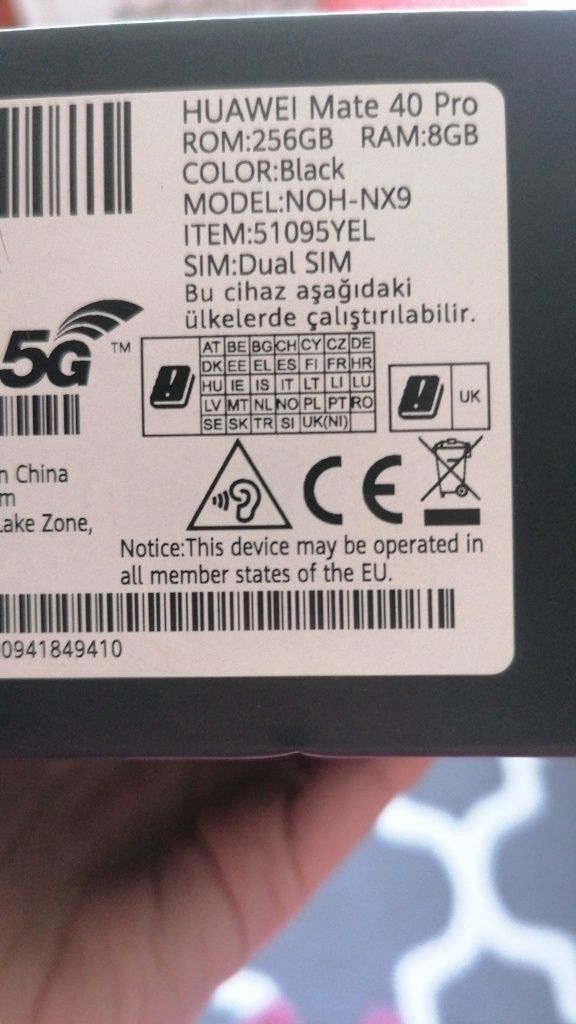 HUAWEI Mate 40 Pro
ROM:256GB RAM:8GB
COLOR:Black
MODEL:NOH-NX9
ITEM:51095YEL
SIM:Dual SIM
Bu cihaz aşağıdaki
ülkelerde çalıştırılabilir.
5G TM
AT BE BG CH CY CZ DE
DK EE EL ES FI FR HR
HU IE IS IT LT LI LU
LV MT NL NO PL PT RO
SE SK TR SI UK(NI)
UK
CE
n China
m
Lake Zone,
Notice:This device may be operated in
all member states of the EU.
00941849410